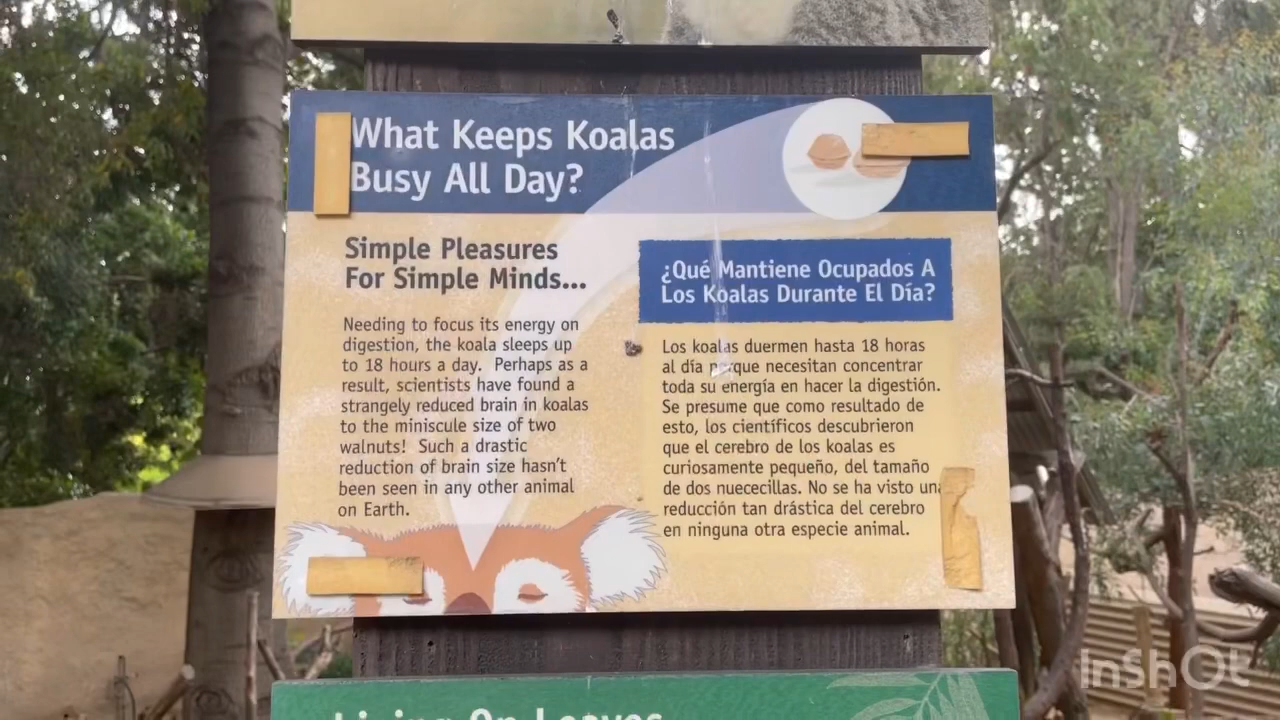 What Keeps Koalas
Busy All Day?
Simple Pleasures
For Simple Minds...
Needing to focus its energy on
digestion, the koala sleeps up
to 18 hours a day. Perhaps as a
result, scientists have found a
strangely reduced brain in koalas
to the miniscule size of two
walnuts! Such a drastic
reduction of brain size hasn't
been seen in any other animal
on Earth.
¿Qué Mantiene Ocupados A
Los Koalas Durante El Día?
Los koalas duermen hasta 18 horas
al día porque necesitan concentrar
toda su energía en hacer la digestión.
Se presume que como resultado de
esto, los científicos descubrieron
que el cerebro de los koalas es
curiosamente pequeño, del tamaño
de dos nuececillas. No se ha visto una
reducción tan drástica del cerebro
en ninguna otra especie animal.
Living On Leaves
InShOt